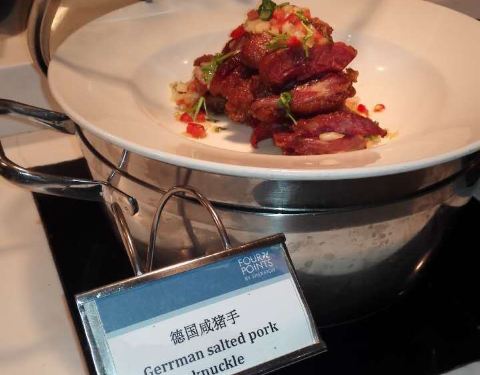 FOUR POINTS
BY SHERATON
德国咸猪手
Gerrman salted pork
knuckle